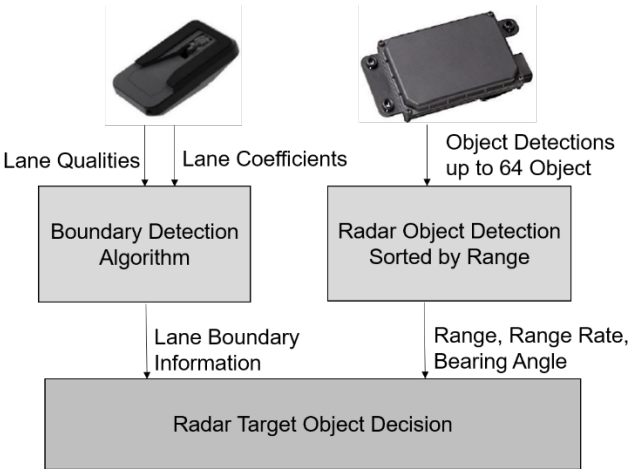 Lane Qualities
Lane Coefficients
Object Detections
up to 64 Object
Boundary Detection
Algorithm
Radar Object Detection
Sorted by Range
Lane Boundary
Information
Range, Range Rate,
Bearing Angle
Radar Target Object Decision